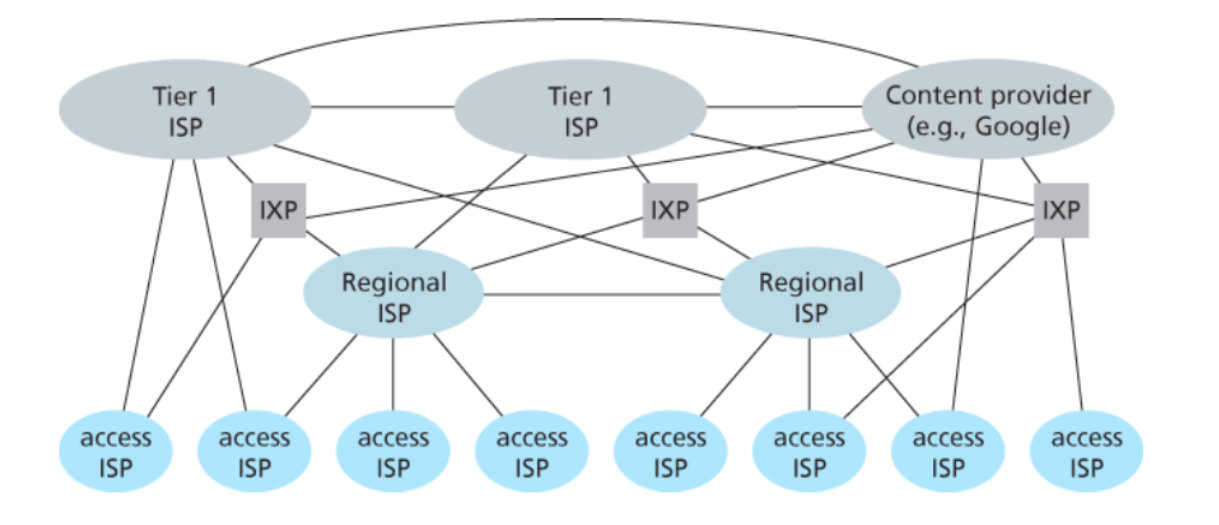 Tier 1
ISP
Tier 1
ISP
Content provider
(e.g., Google)
IXP
IXP
IXP
Regional
ISP
Regional
ISP
access
ISP
access
ISP
access
ISP
access
ISP
access
ISP
access
ISP
access
ISP
access
ISP